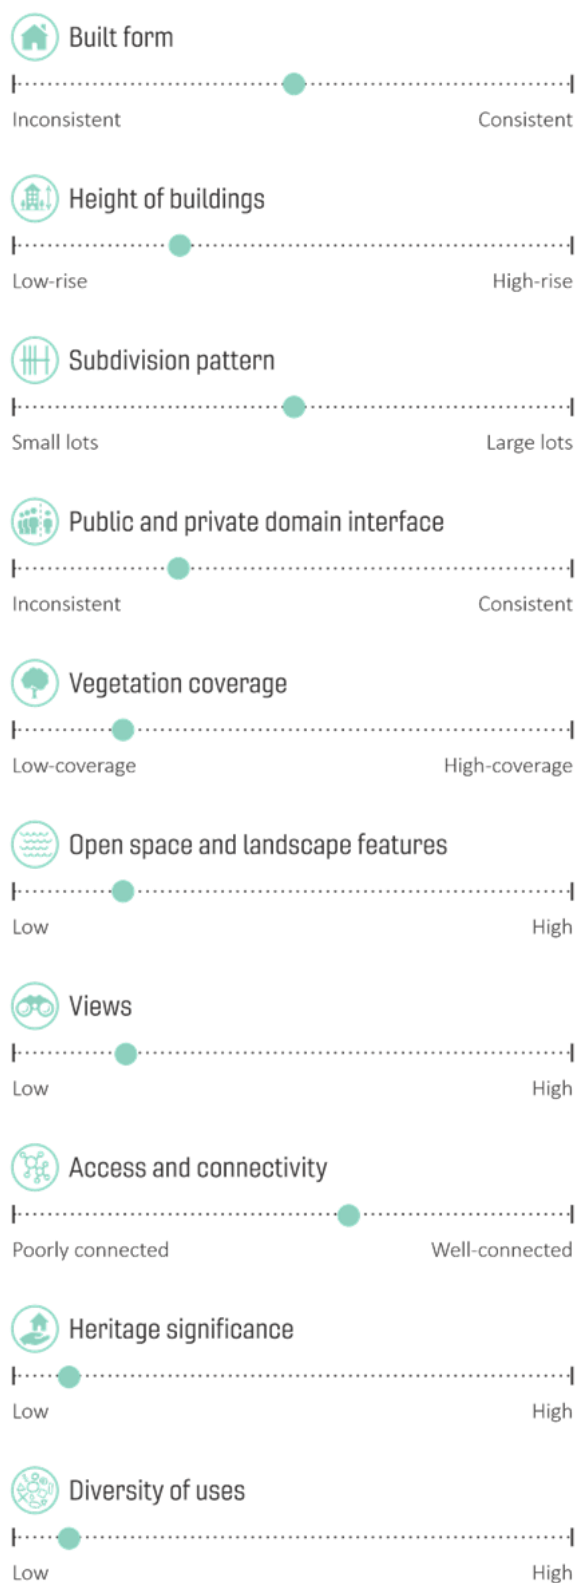 Built form
Inconsistent Consistent
Height of buildings
Low-rise High-rise
Subdivision pattern
Small lots Large lots
Public and private domain interface
Inconsistent Consistent
Vegetation coverage
Low-coverage High-coverage
Open space and landscape features
Low High
Views
Low High
Access and connectivity
Poorly connected Well-connected
Heritage significance
Low High
Diversity of uses
Low High